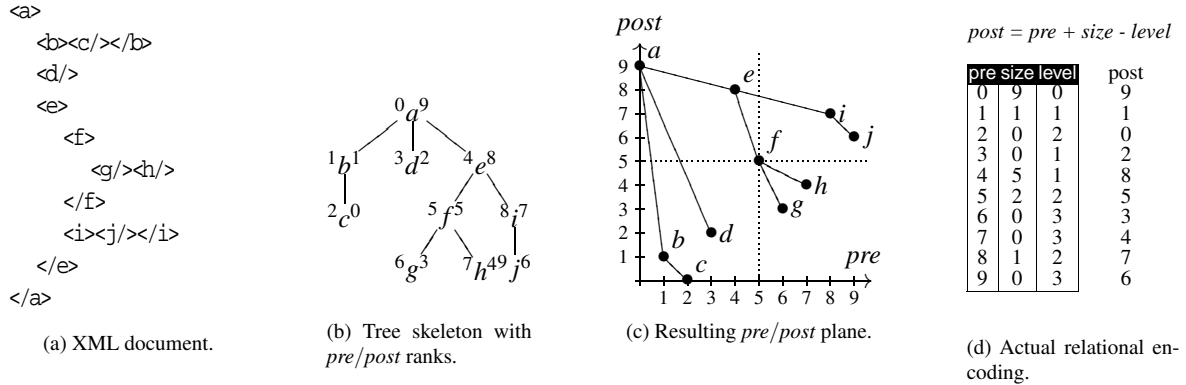 <a>
<b><c/></b>
<d/>
<e>
<f>
<g/><h/>
</f>
<i><j/></i>
</e>
</a>
(a) XML document.
0a9
1b1 3d2 4e8
2c0 5f5 8i7
6g3 7h4 9j6
(b) Tree skeleton with
pre/post ranks.
post
a
9
8
7
6
5
4
3
2
1
e
i
j
f
h
g
d
b
c
pre
1 2 3 4 5 6 7 8 9
(c) Resulting pre/post plane.
post = pre + size - level
pre size level post
0 9 0 9
1 1 1 1
2 0 2 0
3 0 1 2
4 5 1 8
5 2 2 5
6 0 3 3
7 0 3 4
8 1 2 7
9 0 3 6
(d) Actual relational en-
coding.